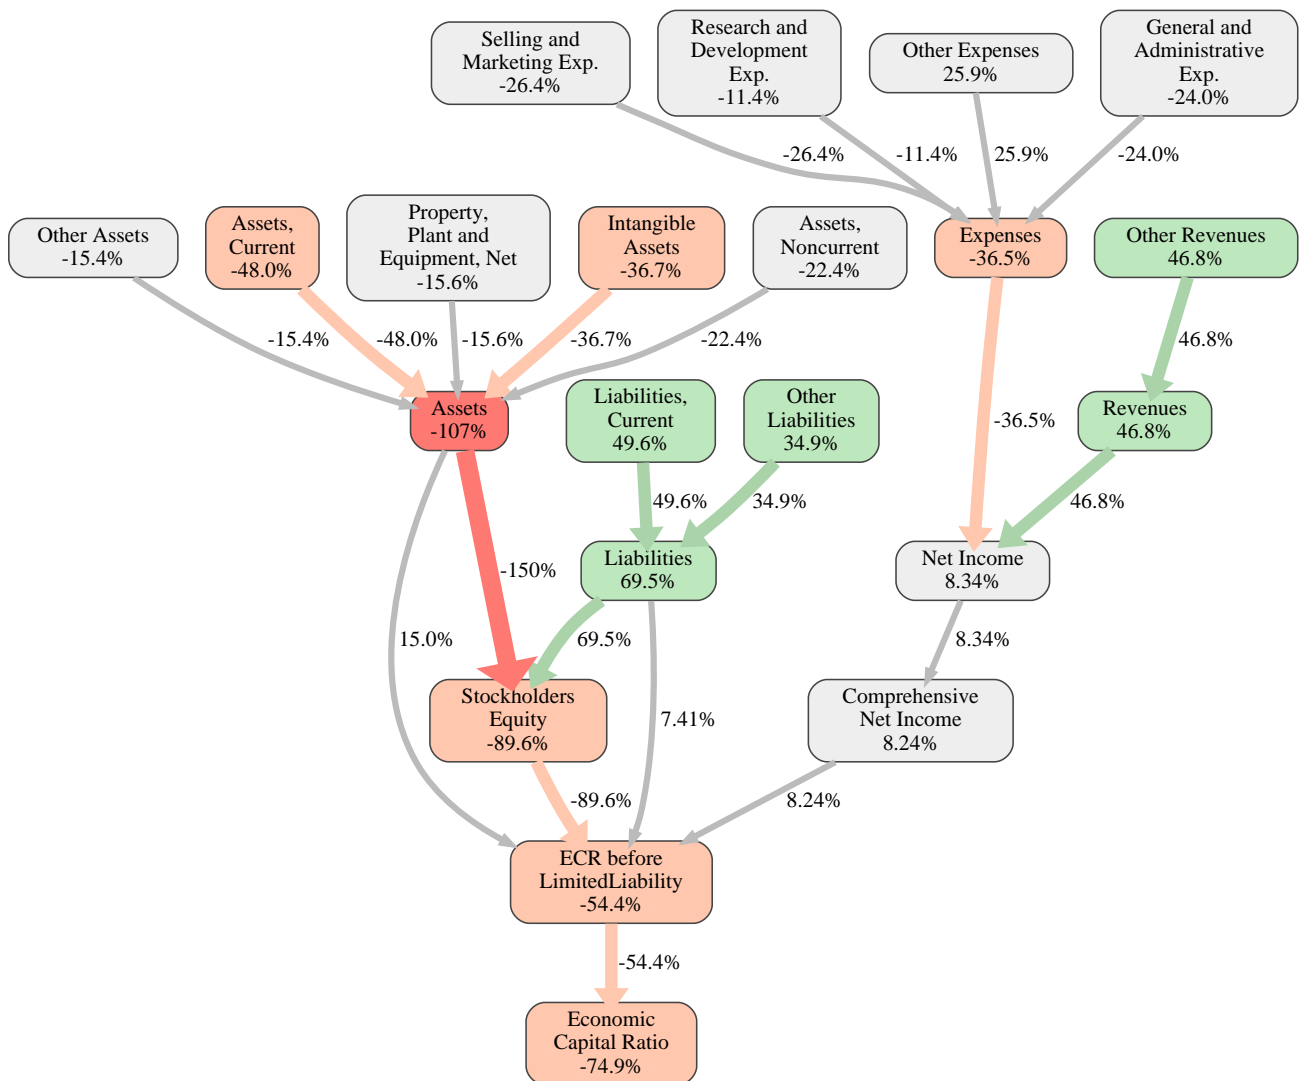 Selling and
Marketing Exp.
-26.4%
Research and
Development
Exp.
-11.4%
Other Expenses
25.9%
General and
Administrative
Exp.
-24.0%
-26.4%
-11.4%
25.9%
-24.0%
Other Assets
-15.4%
Assets,
Current
-48.0%
Property,
Plant and
Equipment, Net
-15.6%
Intangible
Assets
-36.7%
Assets,
Noncurrent
-22.4%
Expenses
-36.5%
Other Revenues
46.8%
-15.4%
-48.0%
-15.6%
-36.7%
-22.4%
46.8%
Assets
-107%
Liabilities,
Current
49.6%
Other
Liabilities
34.9%
-36.5%
Revenues
46.8%
49.6%
34.9%
46.8%
-150%
Liabilities
69.5%
Net Income
8.34%
15.0%
69.5%
8.34%
Stockholders
Equity
-89.6%
7.41%
Comprehensive
Net Income
8.24%
-89.6%
8.24%
ECR before
LimitedLiability
-54.4%
-54.4%
Economic
Capital Ratio
-74.9%